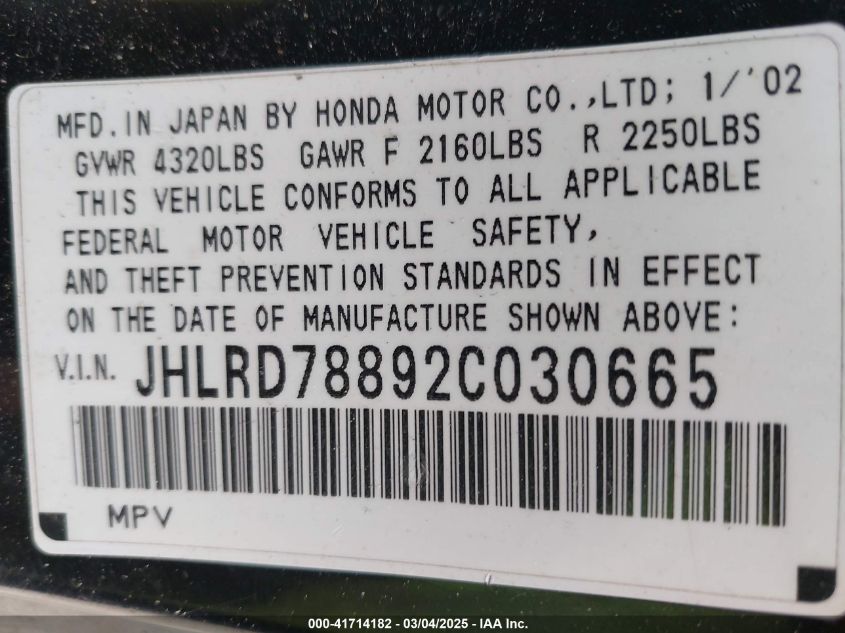 MFD. IN JAPAN BY HONDA MOTOR CO.,LTD; 1/'02
GVWR 4320LBS GAWR F 2160LBS R 2250LBS
THIS VEHICLE CONFORMS TO ALL APPLICABLE
FEDERAL MOTOR VEHICLE SAFETY,
AND THEFT PREVENTION STANDARDS IN EFFECT
ON THE DATE OF MANUFACTURE SHOWN ABOVE:
V.I.N. JHLRD78892C030665
MPV
000-41714182 - 03/04/2025 - IAA Inc.